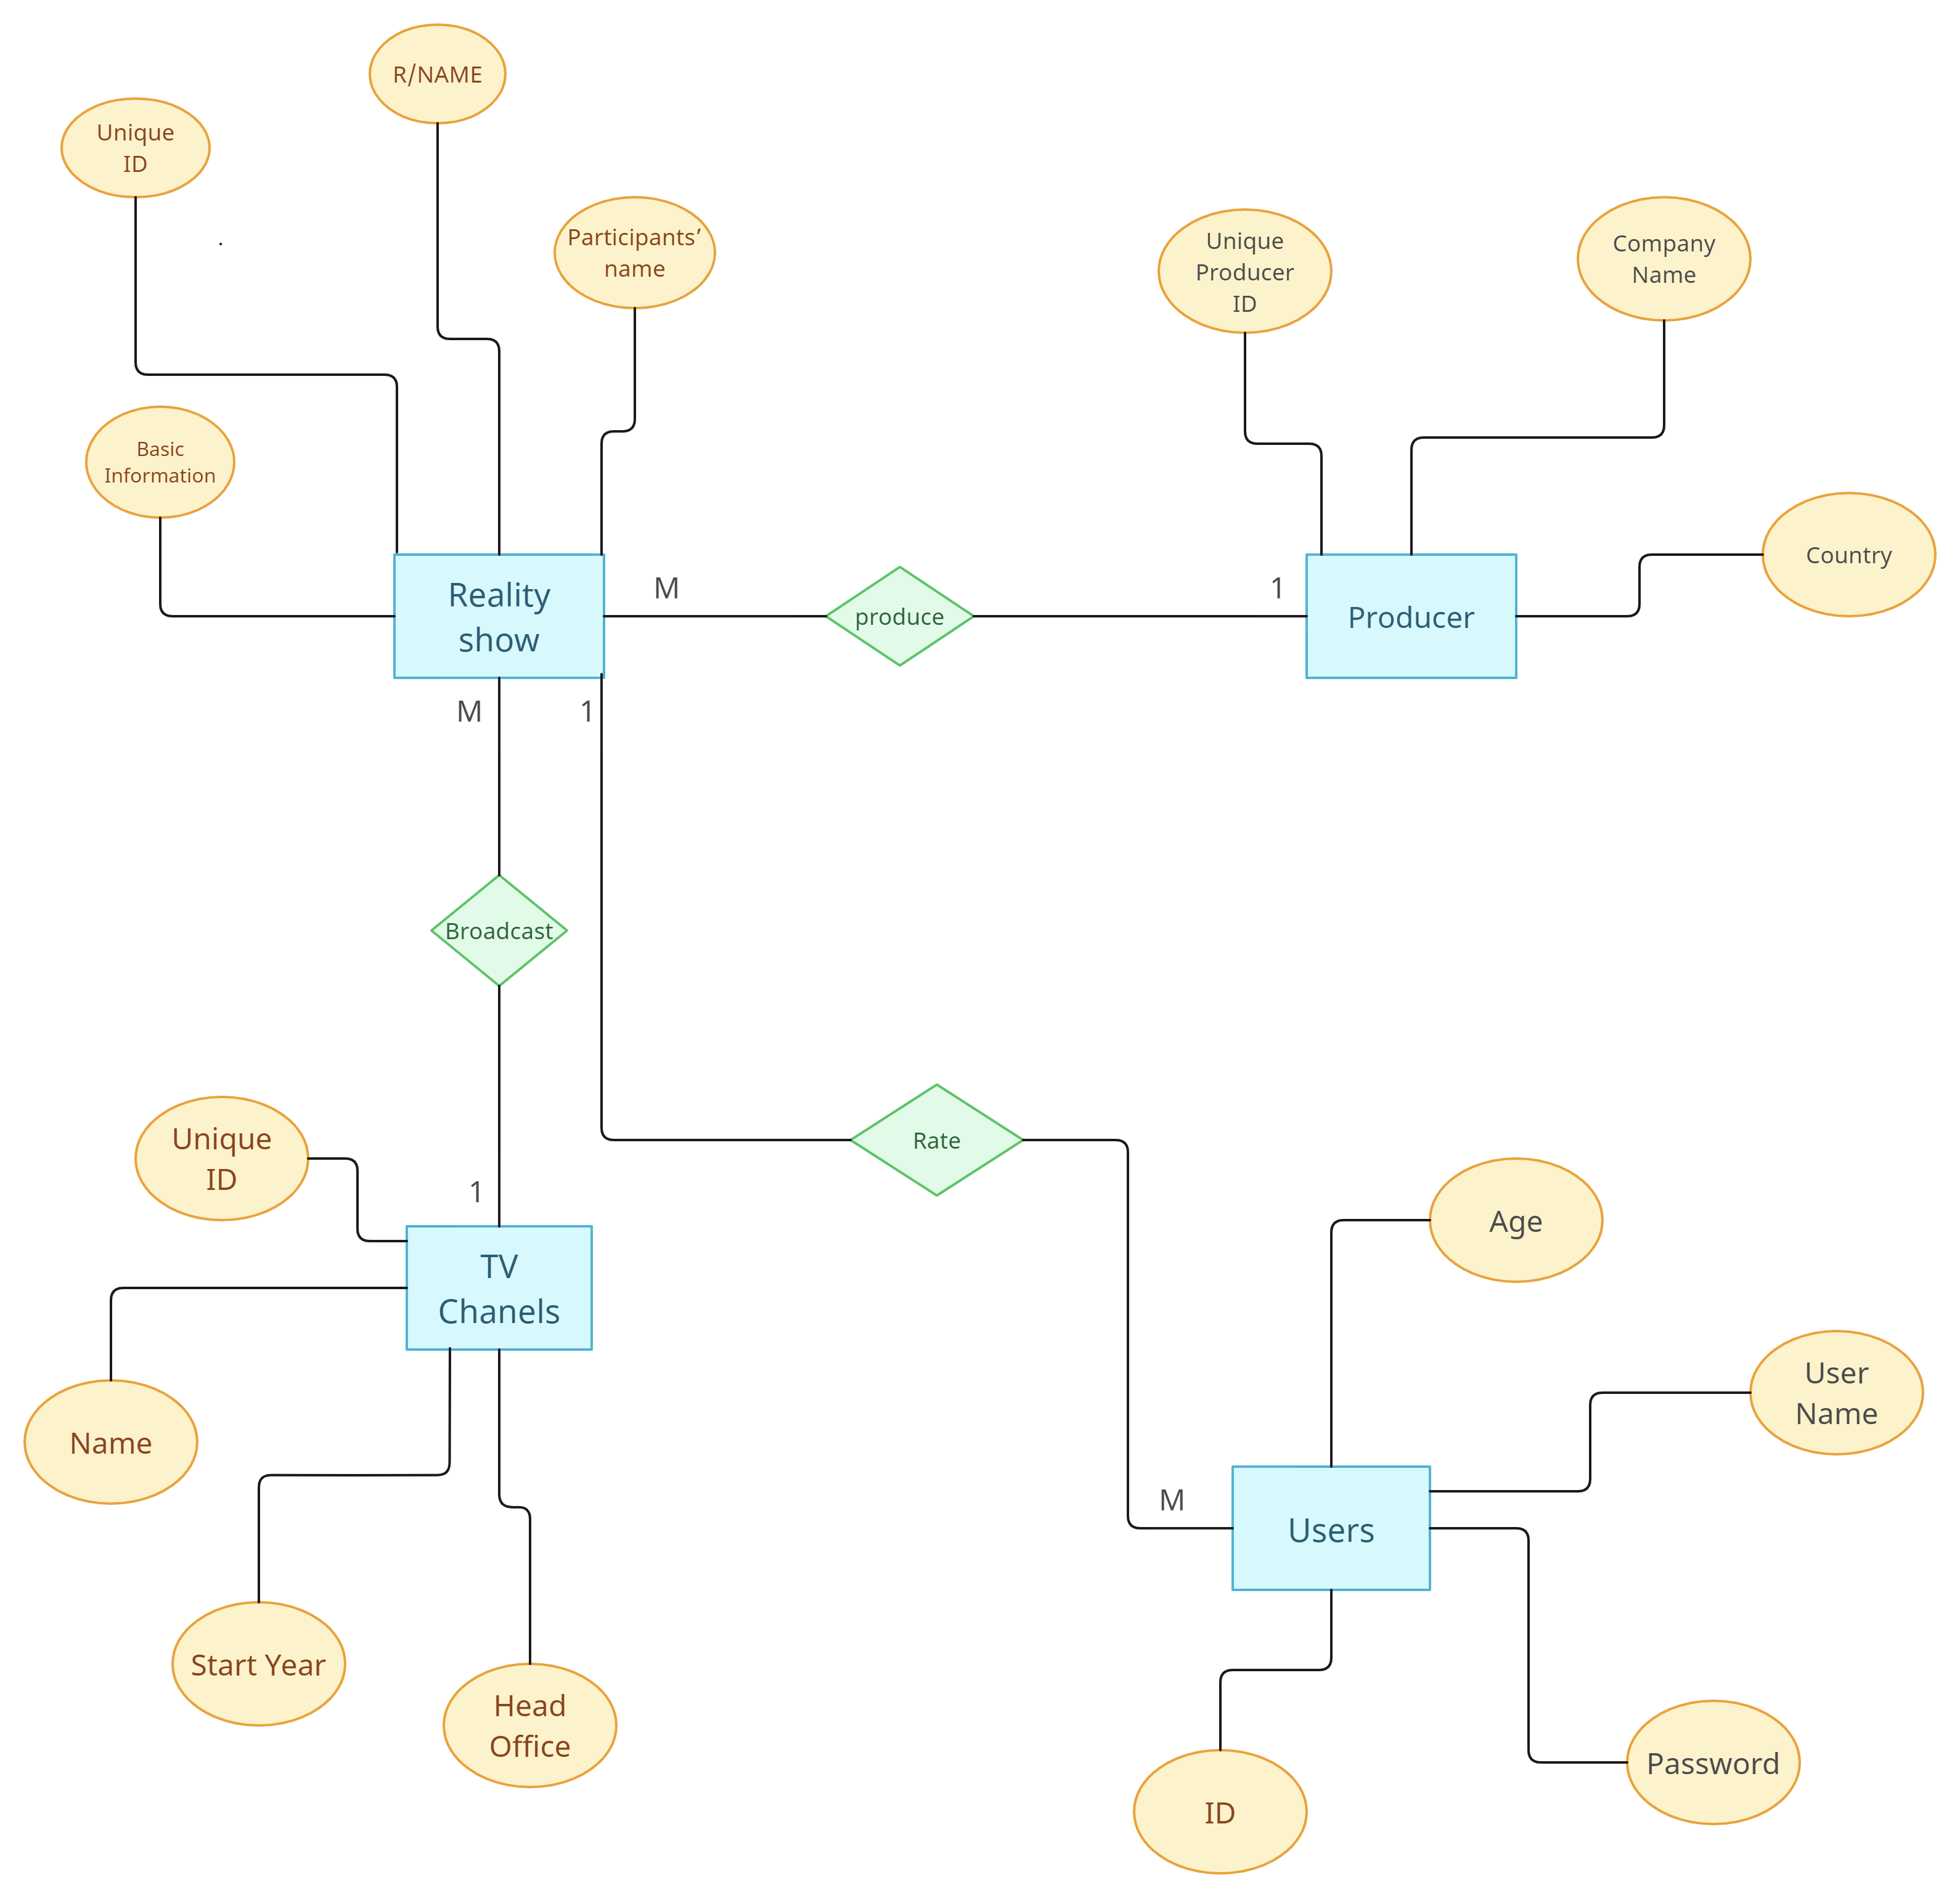 R/NAME
Unique
ID
Participants’
name
Unique
Producer
ID
Company
Name
Basic
Information
Country
Reality
show
M
produce
1
Producer
M
1
Broadcast
Rate
Unique
ID
1
Age
TV
Chanels
User
Name
Name
M
Users
Start Year
Head
Office
Password
ID